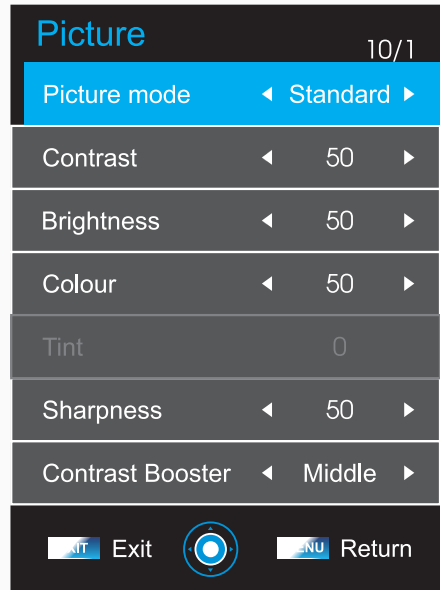 Picture
10/1
Picture mode Standard
Contrast 50
Brightness 50
Colour 50
Tint 0
Sharpness 50
Contrast Booster Middle
Exit Return